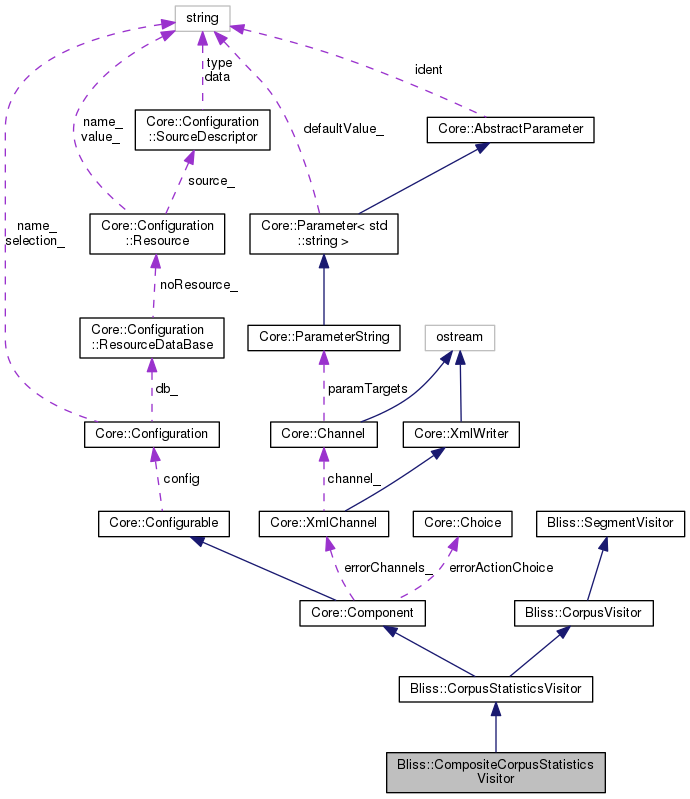 string
type
data
ident
Core::Configuration
::SourceDescriptor
name_
value_
defaultValue_
Core::AbstractParameter
source_
name_
selection_
Core::Configuration
::Resource
Core::Parameter< std
::string >
noResource_
Core::Configuration
::ResourceDataBase
Core::ParameterString
ostream
db_
paramTargets
Core::Configuration
Core::Channel
Core::XmlWriter
config
channel_
Core::Configurable
Core::XmlChannel
Core::Choice
Bliss::SegmentVisitor
errorChannels_
errorActionChoice
Core::Component
Bliss::CorpusVisitor
Bliss::CorpusStatisticsVisitor
Bliss::CompositeCorpusStatistics
Visitor